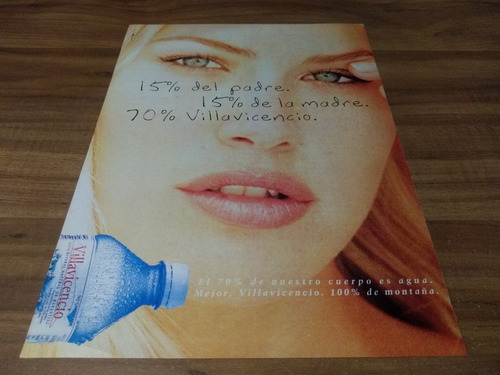 15% del padre.
15% de la madre.
70% Villavicencio.
Villavicencio
El 70% de nuestro cuerpo es agua.
Mejor, Villavicencio. 100% de montaña.